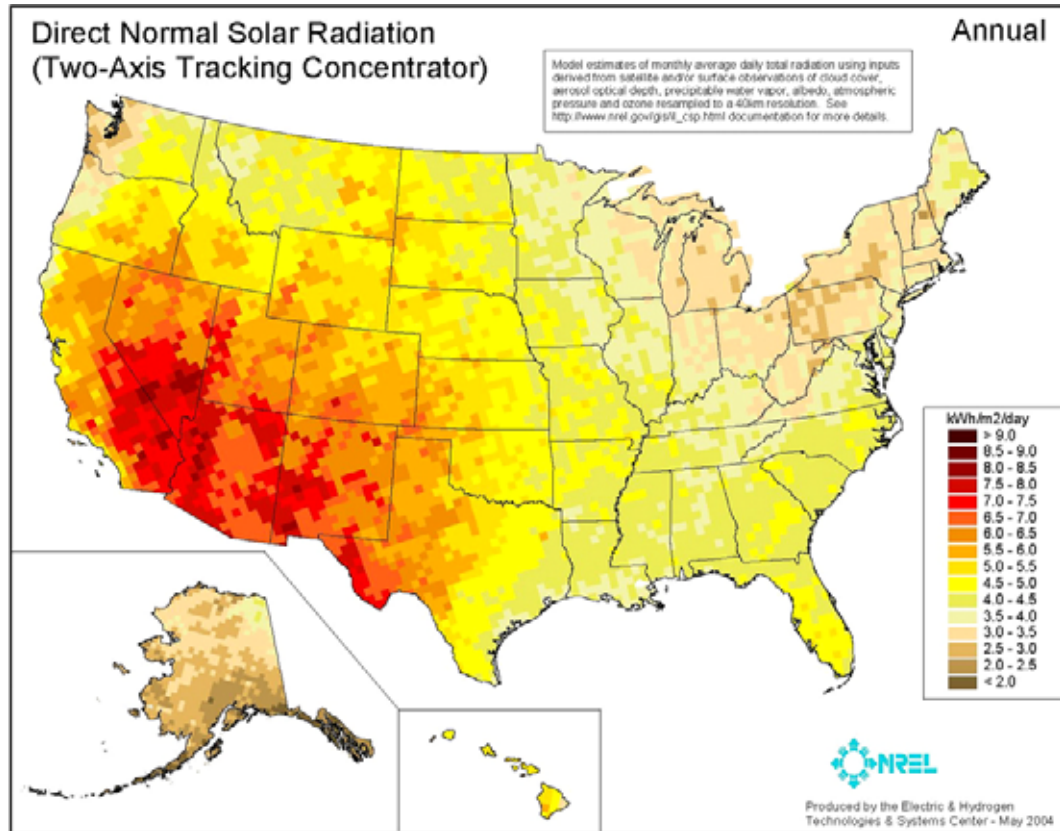 Direct Normal Solar Radiation
(Two-Axis Tracking Concentrator)
Annual
Model estimates of monthly average daily total radiation using inputs
derived from satellite and/or surface observations of cloud cover,
aerosol optical depth, precipitable water vapor, albedo, atmospheric
pressure and ozone resampled to a 40km resolution. See
http://www.nrel.gov/gis/il_csp.html documentation for more details.
kWh/m2/day
> 9.0
8.5 - 9.0
8.0 - 8.5
7.5 - 8.0
7.0 - 7.5
6.5 - 7.0
6.0 - 6.5
5.5 - 6.0
5.0 - 5.5
4.5 - 5.0
4.0 - 4.5
3.5 - 4.0
3.0 - 3.5
2.5 - 3.0
2.0 - 2.5
< 2.0
NREL
Produced by the Electric & Hydrogen
Technologies & Systems Center - May 2004